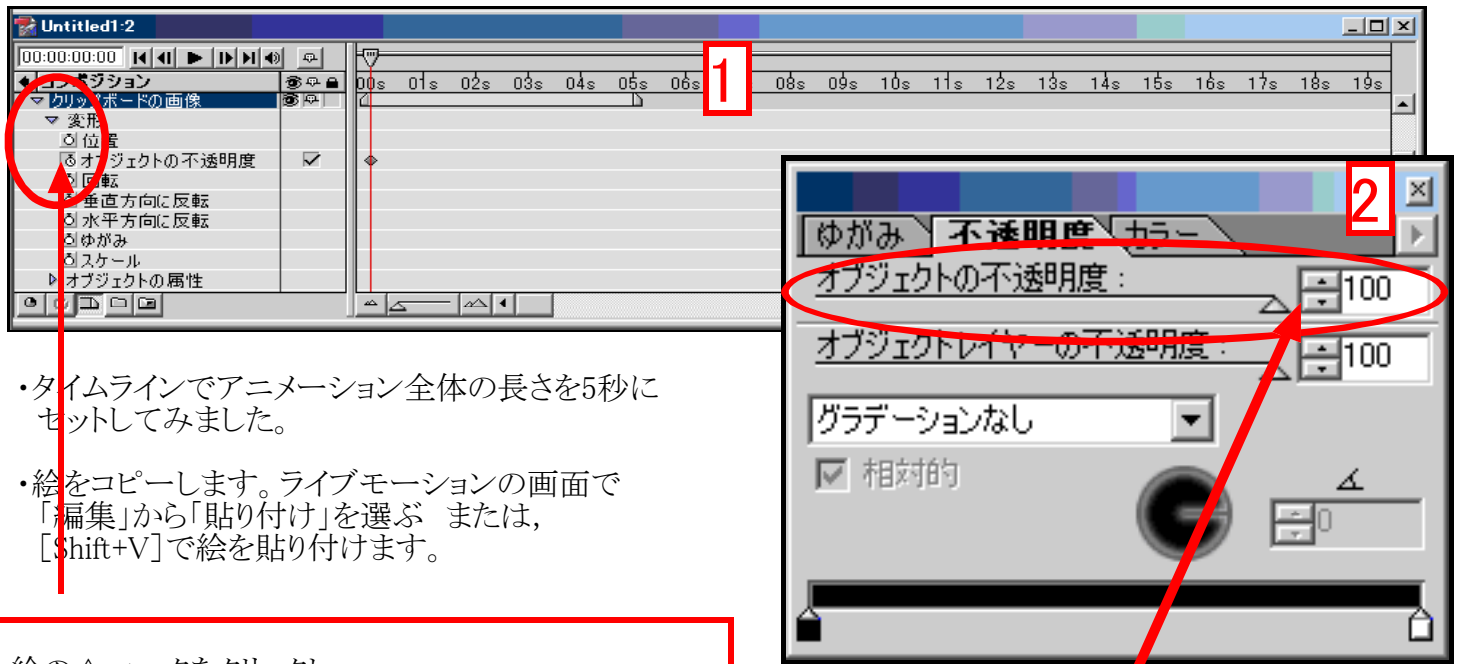 Untitled1:2
00:00:00:00
コンポジション
00s 01s 02s 03s 04s 05s 06s 08s 09s 10s 11s 12s 13s 14s 15s 16s 17s 18s 19s
1
クリップボードの画像
変形
位置
オブジェクトの不透明度
回転
垂直方向に反転
水平方向に反転
ゆがみ
スケール
オブジェクトの属性
2
ゆがみ 不透明度 カラー
オブジェクトの不透明度: 100
オブジェクトレイヤーの不透明度: 100
グラデーションなし
相対的
0
・タイムラインでアニメーション全体の長さを5秒に
セットしてみました。
・絵をコピーします。ライブモーションの画面で
「編集」から「貼り付け」を選ぶ または,
[Shift+V]で絵を貼り付けます。